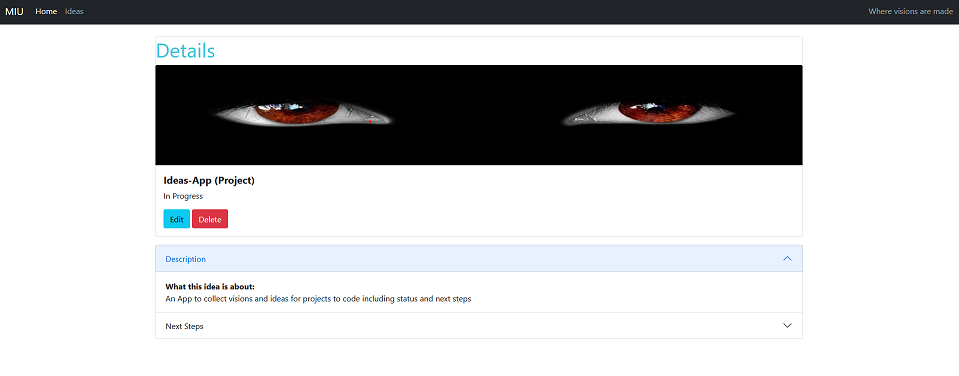 MIU Home Ideas Where visions are made
Details
Ideas-App (Project)
In Progress
Edit Delete
Description
What this idea is about:
An App to collect visions and ideas for projects to code including status and next steps
Next Steps